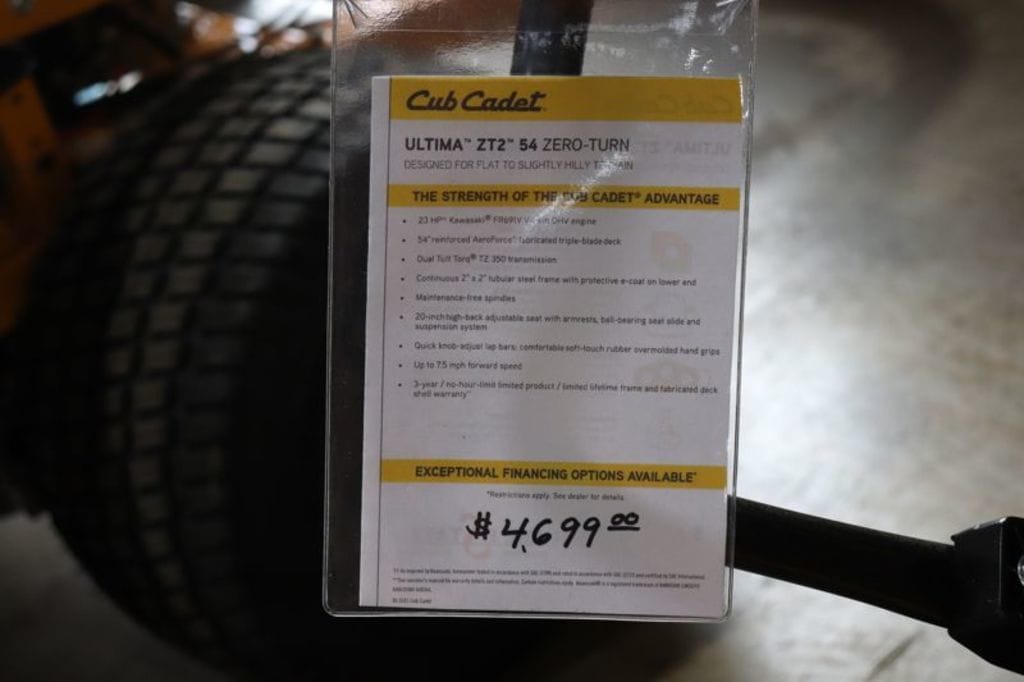 Cub Cadet
ULTIMA™ ZT2™ 54 ZERO-TURN
DESIGNED FOR FLAT TO SLIGHTLY HILLY TERRAIN
THE STRENGTH OF THE CUB CADET® ADVANTAGE
• 23 HP†† Kawasaki® FR691V V-Twin OHV engine
• 54" reinforced AeroForce™ fabricated triple-blade deck
• Dual Tuff Torq® TZ 350 transmission
• Continuous 2" x 2" tubular steel frame with protective e-coat on lower end
• Maintenance-free spindles
• 20-inch high-back adjustable seat with armrests, ball-bearing seat slide and
suspension system
• Quick knob-adjust lap bars; comfortable soft-touch rubber overmolded hand grips
• Up to 7.5 mph forward speed
• 3-year / no-hour-limit limited product / limited lifetime frame and fabricated deck
shell warranty**
EXCEPTIONAL FINANCING OPTIONS AVAILABLE*
*Restrictions apply. See dealer for details.
$ 4,699 00
Cub Cadet